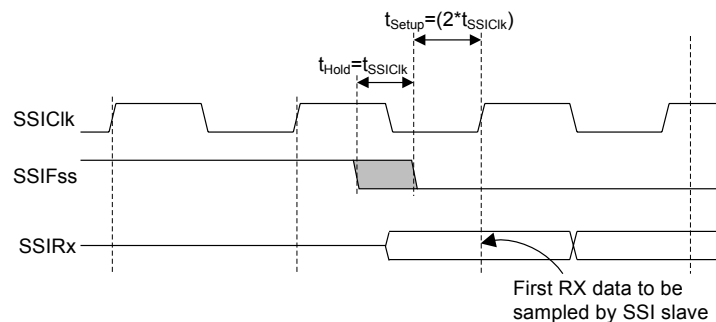 tSetup=(2*tSSIClk)
tHold=tSSIClk
SSIClk
SSIFss
SSIRx
First RX data to be
sampled by SSI slave